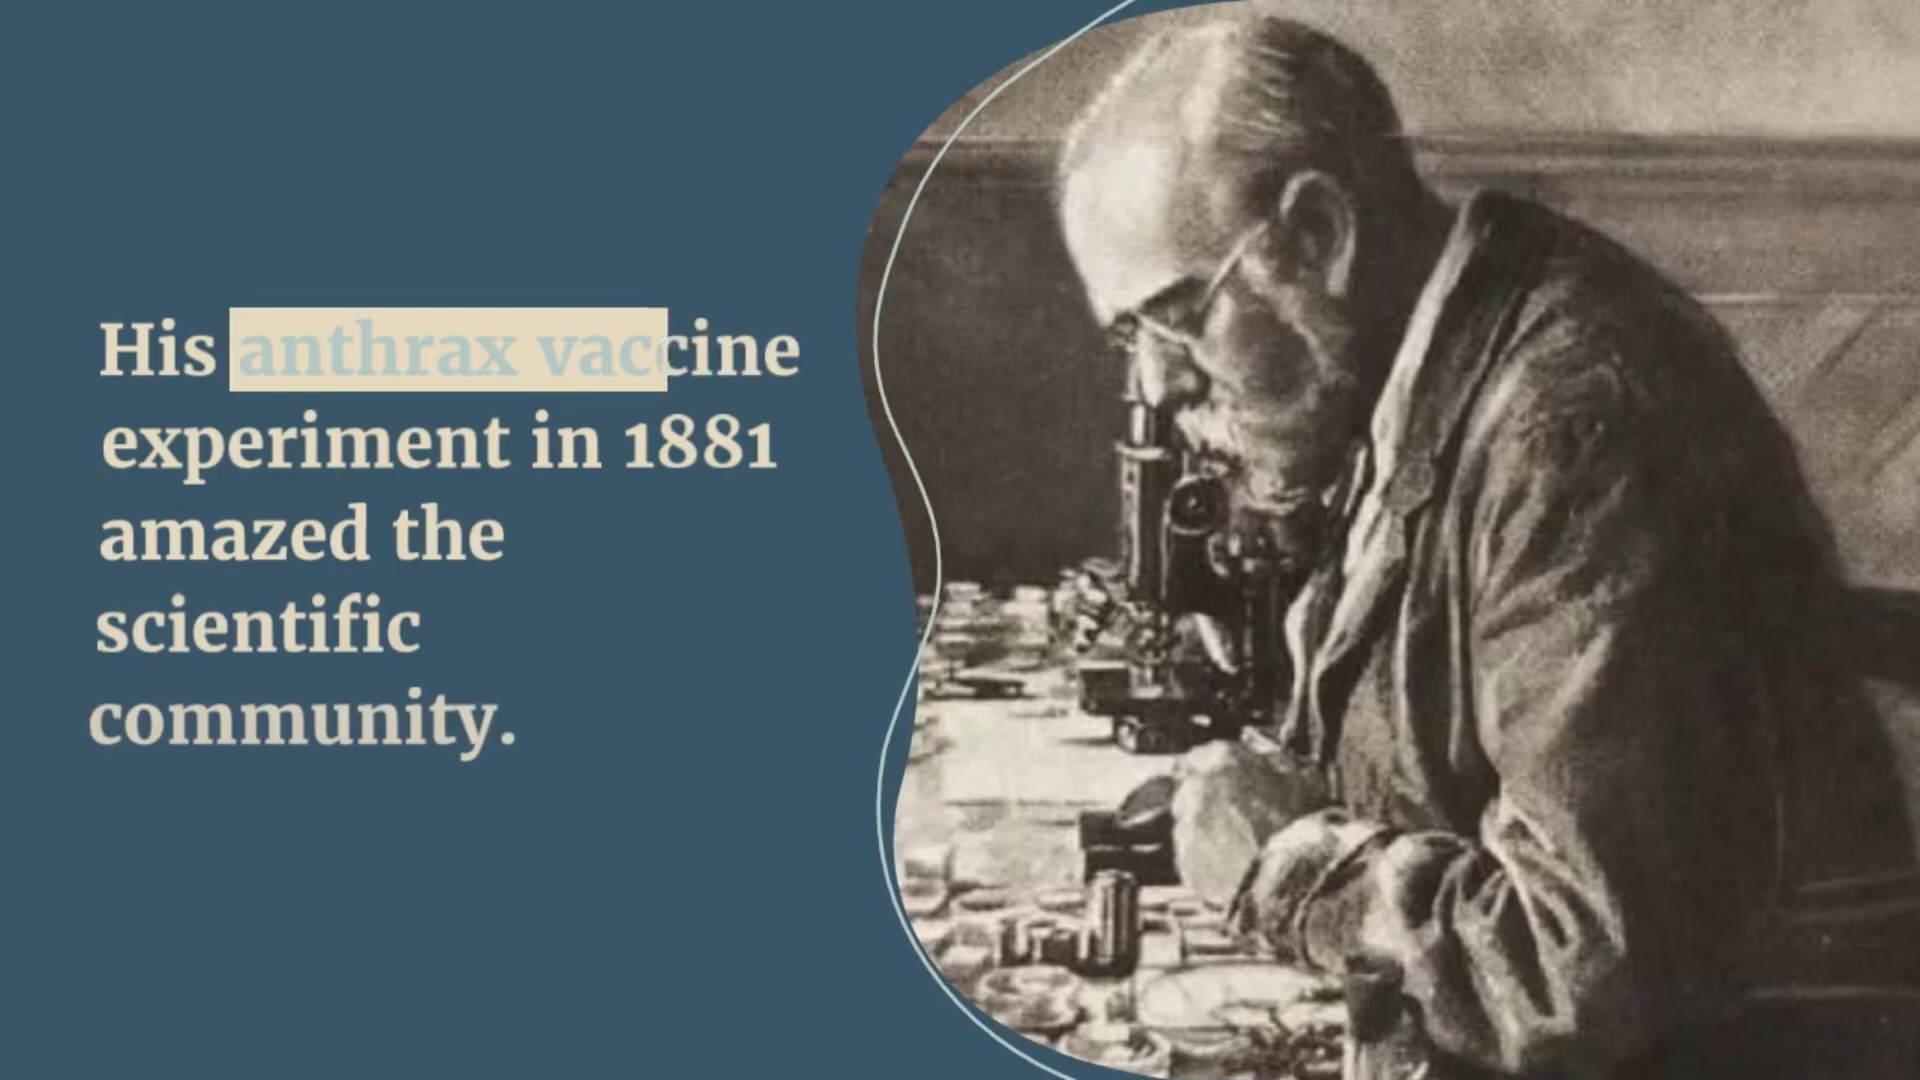 His anthrax vaccine
experiment in 1881
amazed the
scientific
community.